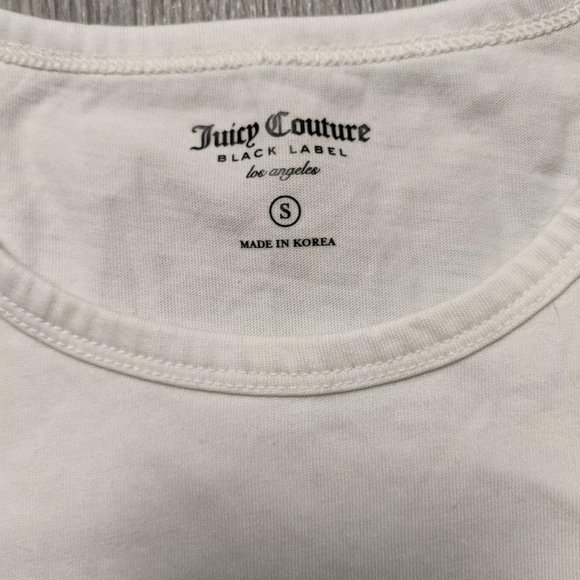 Juicy Couture
BLACK LABEL
los angeles
S
MADE IN KOREA